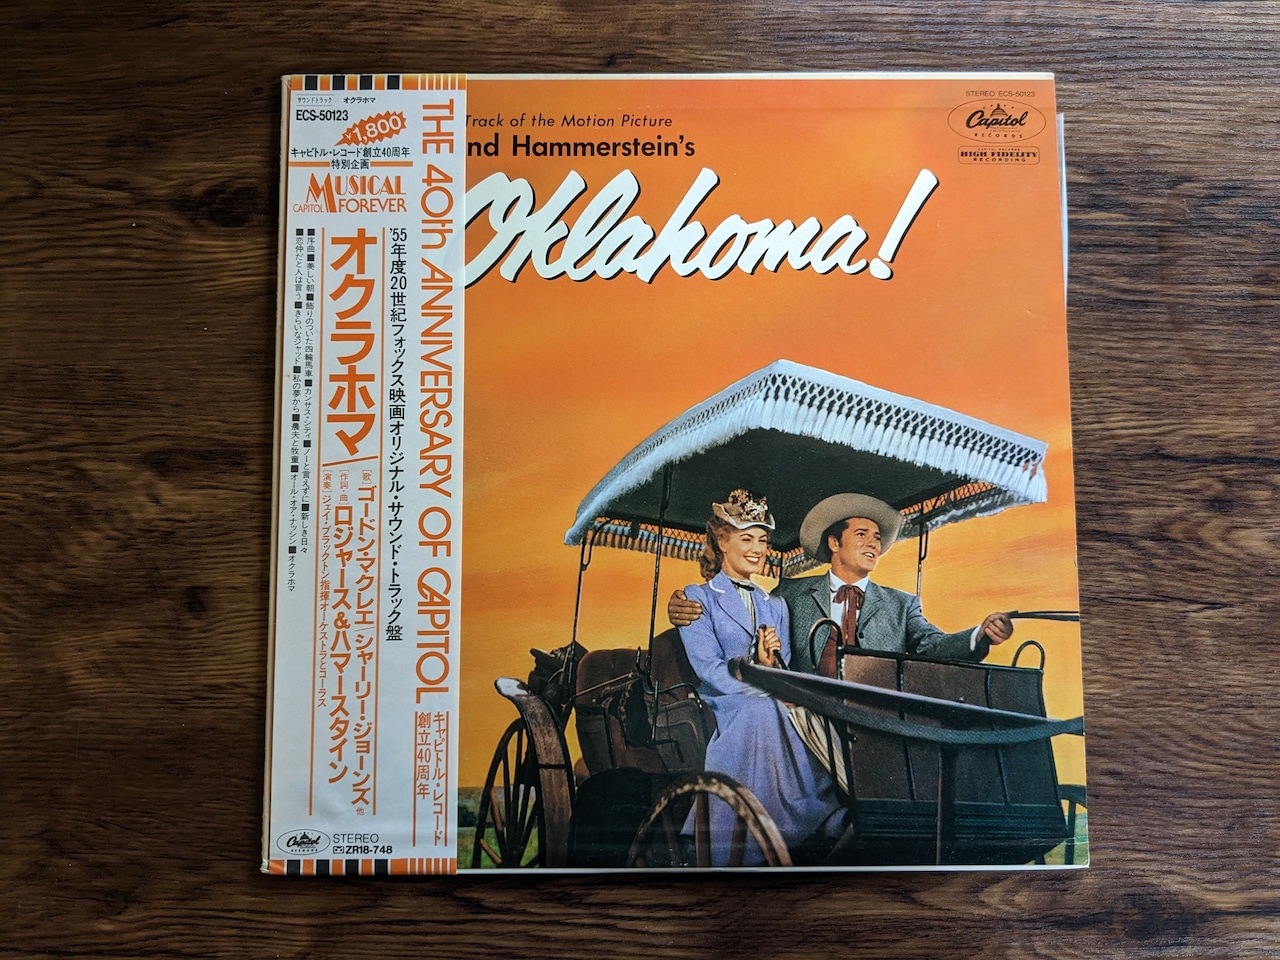 サウンドトラック オクラホマ
ECS-50123
¥1,800
キャピトル・レコード創立40周年
特別企画
MUSICAL
CAPITOL FOREVER
オクラホマ
[歌]ゴードン・マクレエ/シャーリー・ジョーンズ 他
[作詞・曲]ロジャース&ハマースタイン
[演奏]ジェイ・ブラックトン指揮オーケストラとコーラス
■序曲■美しい朝■飾りのついた四輪馬車■カンサス・シティ■ノーと言えずに■新しき日々
■恋仲だと人は言う■きらいなジャッド■私の夢から■農夫と牧童■オール・オア・ナッシン■オクラホマ
'55年度20世紀フォックス映画オリジナル・サウンド・トラック盤
THE 40th ANNIVERSARY OF CAPITOL
キャピトル・レコード
創立40周年
Capitol
RECORDS
STEREO
ZR18-748
Track of the Motion Picture
nd Hammerstein's
Oklahoma!
STEREO ECS-50123
Capitol
RECORDS
HIGH FIDELITY
RECORDING